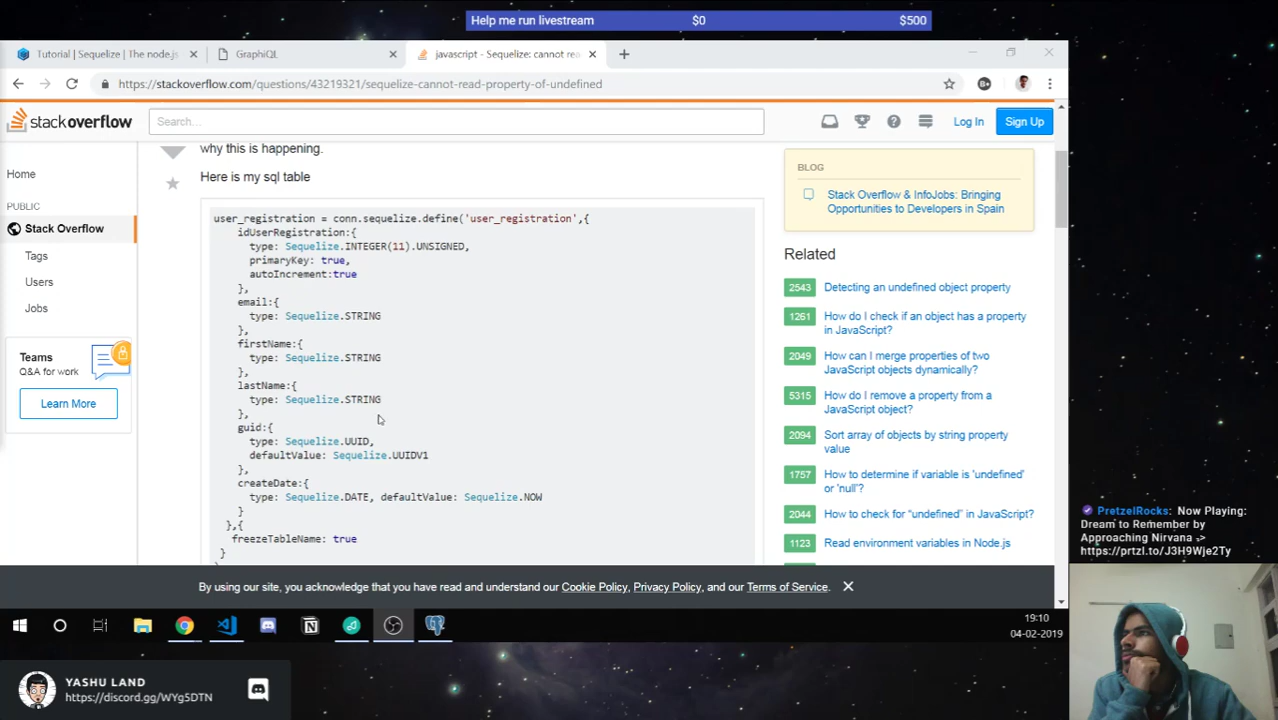 Help me run livestream $0 $500
Tutorial | Sequelize | The node.js
GraphiQL
javascript - Sequelize: cannot rea
https://stackoverflow.com/questions/43219321/sequelize-cannot-read-property-of-undefined
stackoverflow
Search...
Log In
Sign Up
Home
PUBLIC
Stack Overflow
Tags
Users
Jobs
Teams
Q&A for work
Learn More
why this is happening.
Here is my sql table
user_registration = conn.sequelize.define('user_registration',{
idUserRegistration:{
type: Sequelize.INTEGER(11).UNSIGNED,
primaryKey: true,
autoIncrement:true
},
email:{
type: Sequelize.STRING
},
firstName:{
type: Sequelize.STRING
},
lastName:{
type: Sequelize.STRING
},
guid:{
type: Sequelize.UUID,
defaultValue: Sequelize.UUIDV1
},
createDate:{
type: Sequelize.DATE, defaultValue: Sequelize.NOW
}
},{
freezeTableName: true
}
BLOG
Stack Overflow & InfoJobs: Bringing
Opportunities to Developers in Spain
Related
2543 Detecting an undefined object property
1261 How do I check if an object has a
property in JavaScript?
2049 How can I merge properties of two
JavaScript objects dynamically?
5315 How do I remove a property from a
JavaScript object?
2094 Sort array of objects by string property
value
1757 How to determine if variable is 'undefined'
or 'null'?
2044 How to check for "undefined" in JavaScript?
1123 Read environment variables in Node.js
By using our site, you acknowledge that you have read and understand our Cookie Policy, Privacy Policy, and our Terms of Service.
19:10
04-02-2019
PretzelRocks: Now Playing:
Dream to Remember by
Approaching Nirvana ->
https://prtzl.to/J3H9Wje2Ty
YASHU LAND
https://discord.gg/WYg5DTN